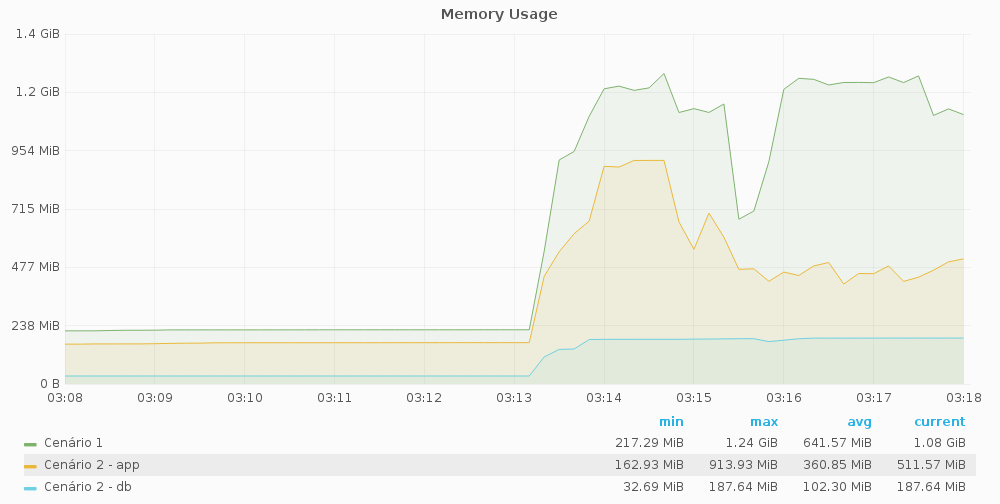 Memory Usage
1.4 GiB
1.2 GiB
954 MiB
715 MiB
477 MiB
238 MiB
0 B
03:08 03:09 03:10 03:11 03:12 03:13 03:14 03:15 03:16 03:17 03:18
min max avg current
Cenário 1 217.29 MiB 1.24 GiB 641.57 MiB 1.08 GiB
Cenário 2 - app 162.93 MiB 913.93 MiB 360.85 MiB 511.57 MiB
Cenário 2 - db 32.69 MiB 187.64 MiB 102.30 MiB 187.64 MiB